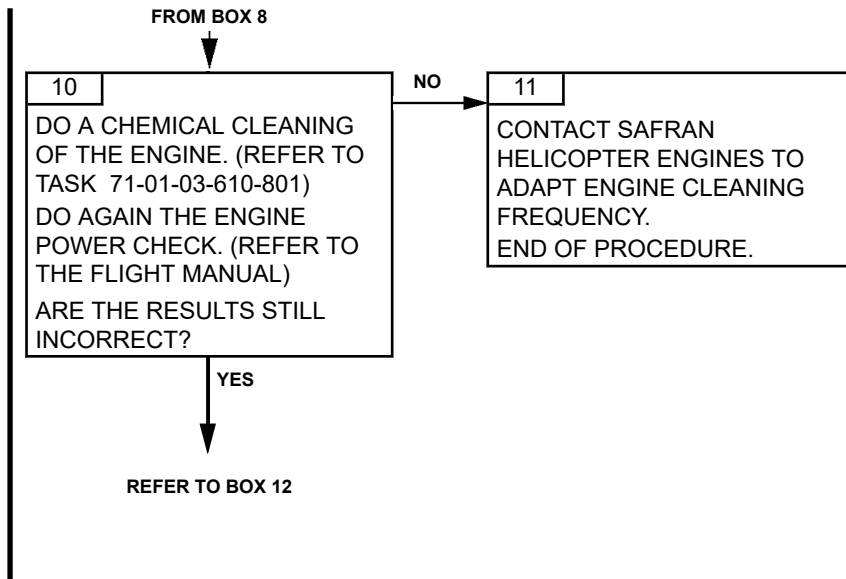 FROM BOX 8
10
DO A CHEMICAL CLEANING
OF THE ENGINE. (REFER TO
TASK 71-01-03-610-801)
DO AGAIN THE ENGINE
POWER CHECK. (REFER TO
THE FLIGHT MANUAL)
ARE THE RESULTS STILL
INCORRECT?
NO
11
CONTACT SAFRAN
HELICOPTER ENGINES TO
ADAPT ENGINE CLEANING
FREQUENCY.
END OF PROCEDURE.
YES
REFER TO BOX 12